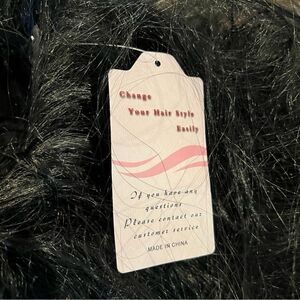 Change
Your Hair Style
Easily
If you have any
questions
Please contact our
customer service
MADE IN CHINA